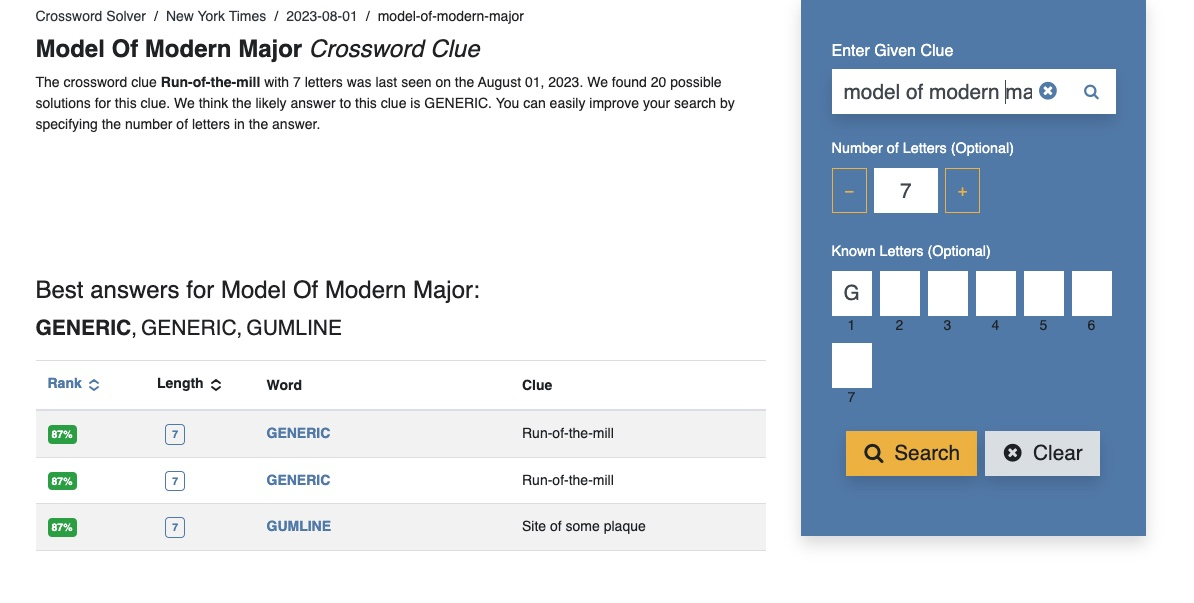 Crossword Solver / New York Times / 2023-08-01 / model-of-modern-major
Model Of Modern Major Crossword Clue
The crossword clue Run-of-the-mill with 7 letters was last seen on the August 01, 2023. We found 20 possible
solutions for this clue. We think the likely answer to this clue is GENERIC. You can easily improve your search by
specifying the number of letters in the answer.
Best answers for Model Of Modern Major:
GENERIC, GENERIC, GUMLINE
Rank Length Word Clue
87% 7 GENERIC Run-of-the-mill
87% 7 GENERIC Run-of-the-mill
87% 7 GUMLINE Site of some plaque
Enter Given Clue
model of modern ma
Number of Letters (Optional)
− 7 +
Known Letters (Optional)
G
1 2 3 4 5 6
7
Search Clear